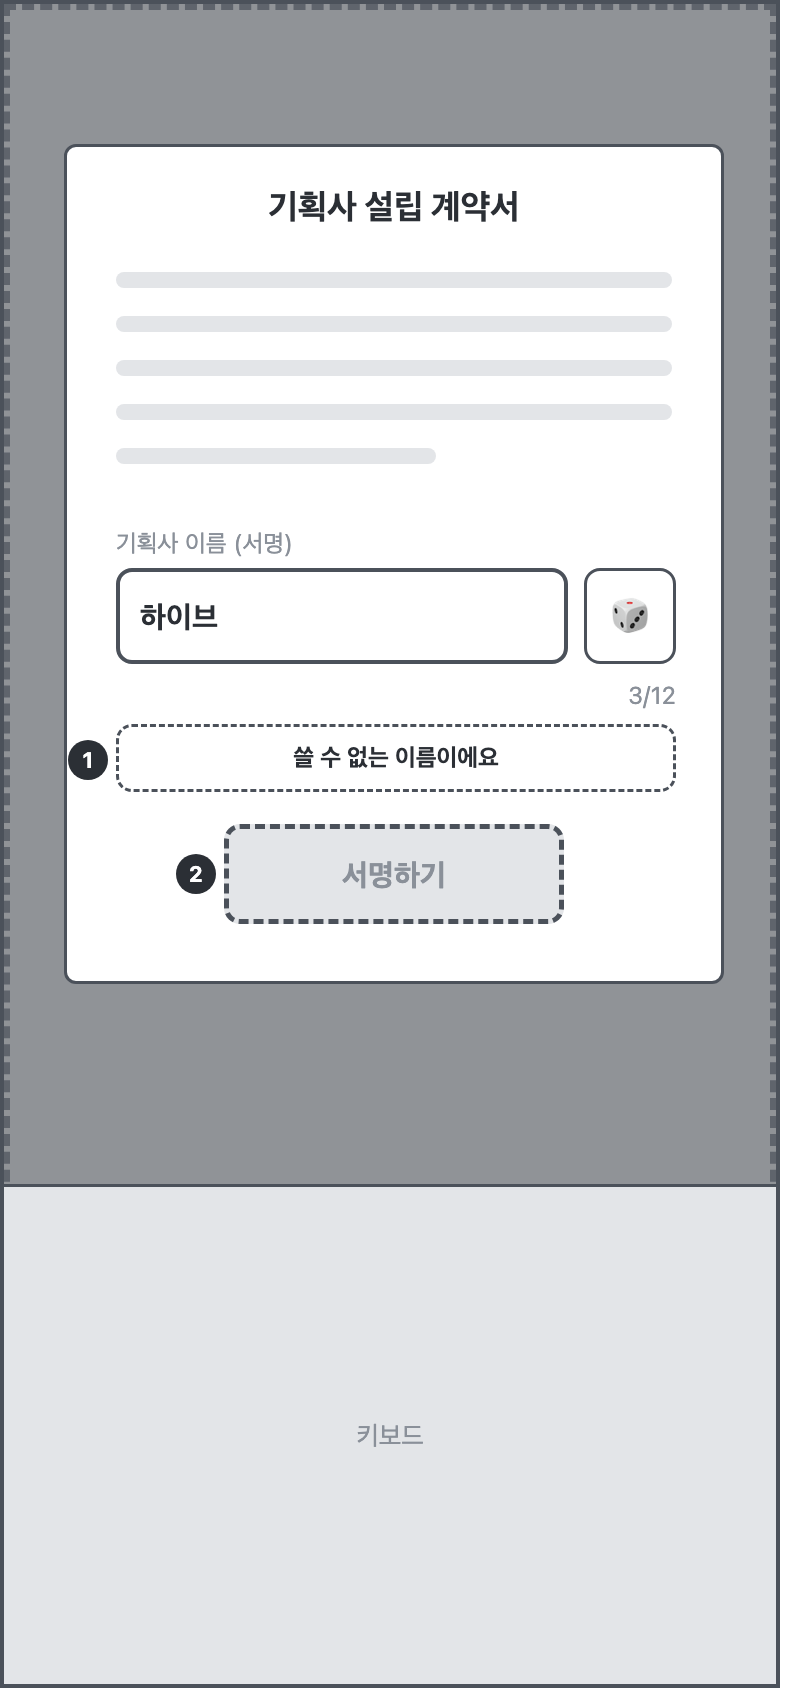 기획사 설립 계약서
기획사 이름 (서명)
하이브
3/12
1
쓸 수 없는 이름이에요
2
서명하기
키보드